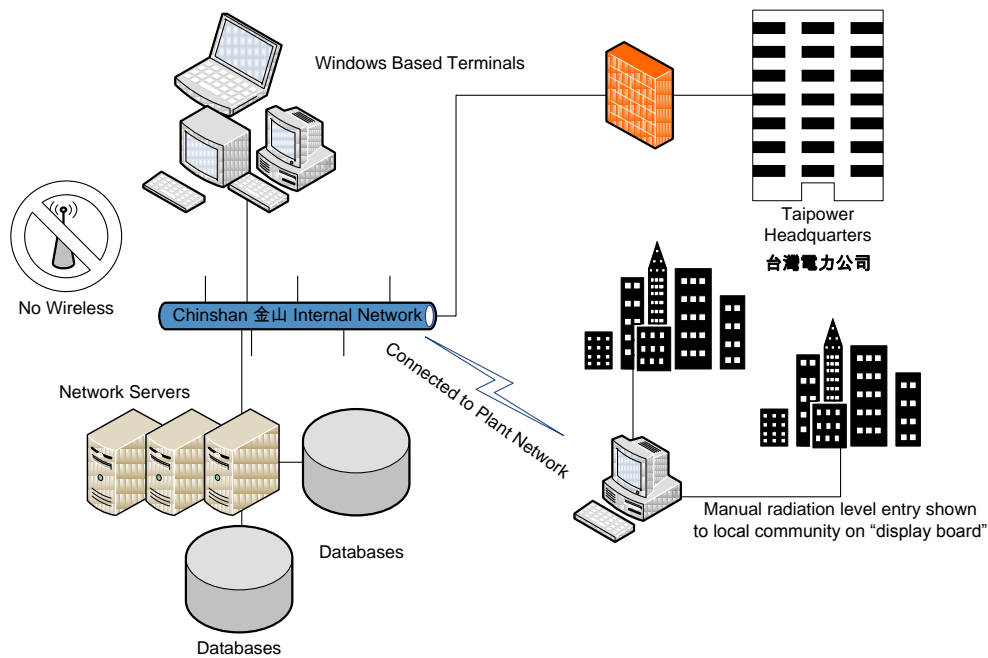 Windows Based Terminals
Taipower
Headquarters
台灣電力公司
No Wireless
Chinshan 金山 Internal Network
Connected to Plant Network
Network Servers
Databases
Manual radiation level entry shown
to local community on “display board”
Databases